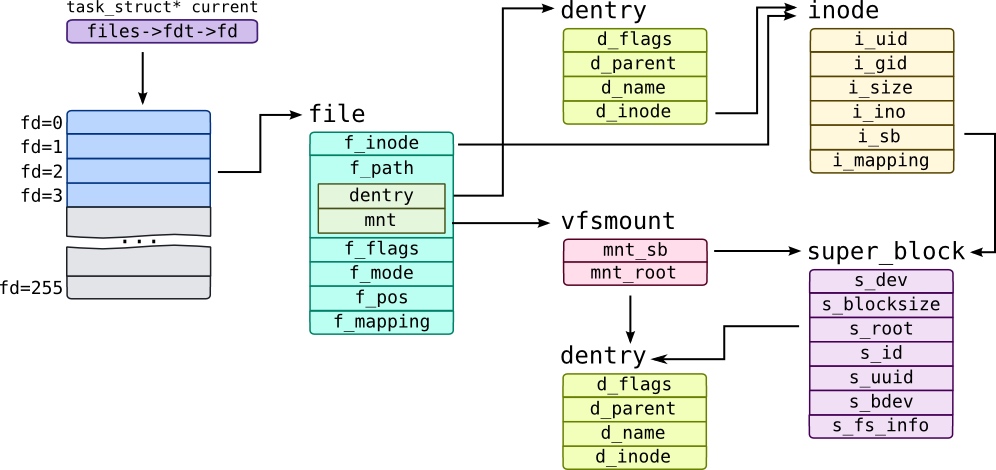 task_struct* current
files->fdt->fd
fd=0
fd=1
fd=2
fd=3
...
fd=255
file
f_inode
f_path
dentry
mnt
f_flags
f_mode
f_pos
f_mapping
dentry
d_flags
d_parent
d_name
d_inode
inode
i_uid
i_gid
i_size
i_ino
i_sb
i_mapping
vfsmount
mnt_sb
mnt_root
super_block
s_dev
s_blocksize
s_root
s_id
s_uuid
s_bdev
s_fs_info
dentry
d_flags
d_parent
d_name
d_inode